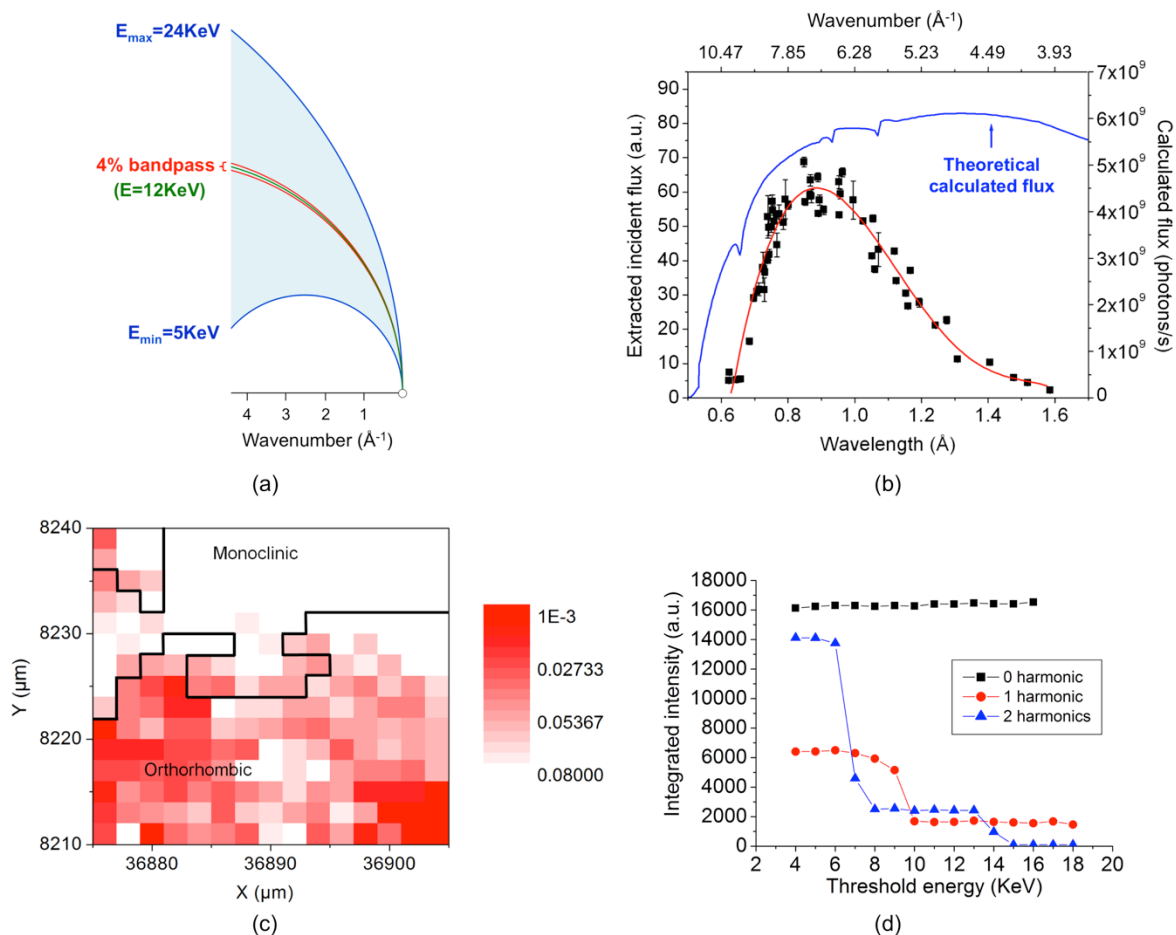 E_max=24KeV
4% bandpass
(E=12KeV)
E_min=5KeV
4 3 2 1
Wavenumber (Å⁻¹)
(a)
Wavenumber (Å⁻¹)
10.47 7.85 6.28 5.23 4.49 3.93
90
80
70
60
50
40
30
20
10
0
Extracted incident flux (a.u.)
Theoretical
calculated flux
7x10⁹
6x10⁹
5x10⁹
4x10⁹
3x10⁹
2x10⁹
1x10⁹
0
Calculated flux (photons/s)
0.6 0.8 1.0 1.2 1.4 1.6
Wavelength (Å)
(b)
8240
8230
8220
8210
Y (µm)
Monoclinic
Orthorhombic
36880 36890 36900
X (µm)
1E-3
0.02733
0.05367
0.08000
(c)
18000
16000
14000
12000
10000
8000
6000
4000
2000
0
Integrated intensity (a.u.)
0 harmonic
1 harmonic
2 harmonics
2 4 6 8 10 12 14 16 18 20
Threshold energy (KeV)
(d)